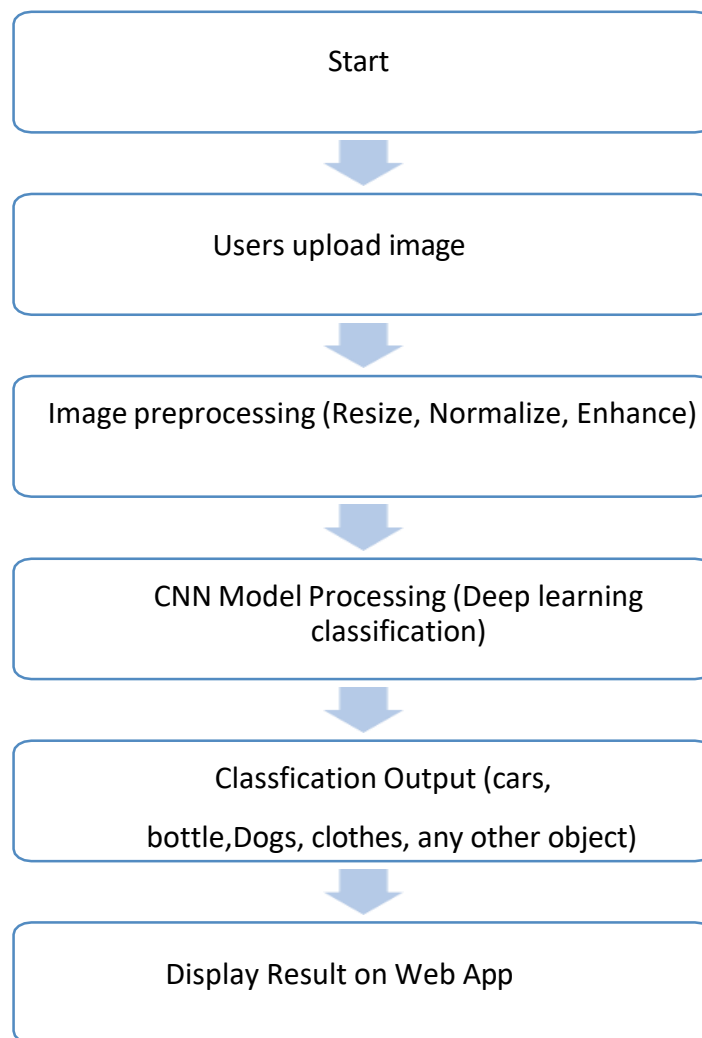 Start
Users upload image
Image preprocessing (Resize, Normalize, Enhance)
CNN Model Processing (Deep learning
classification)
Classfication Output (cars,
bottle,Dogs, clothes, any other object)
Display Result on Web App